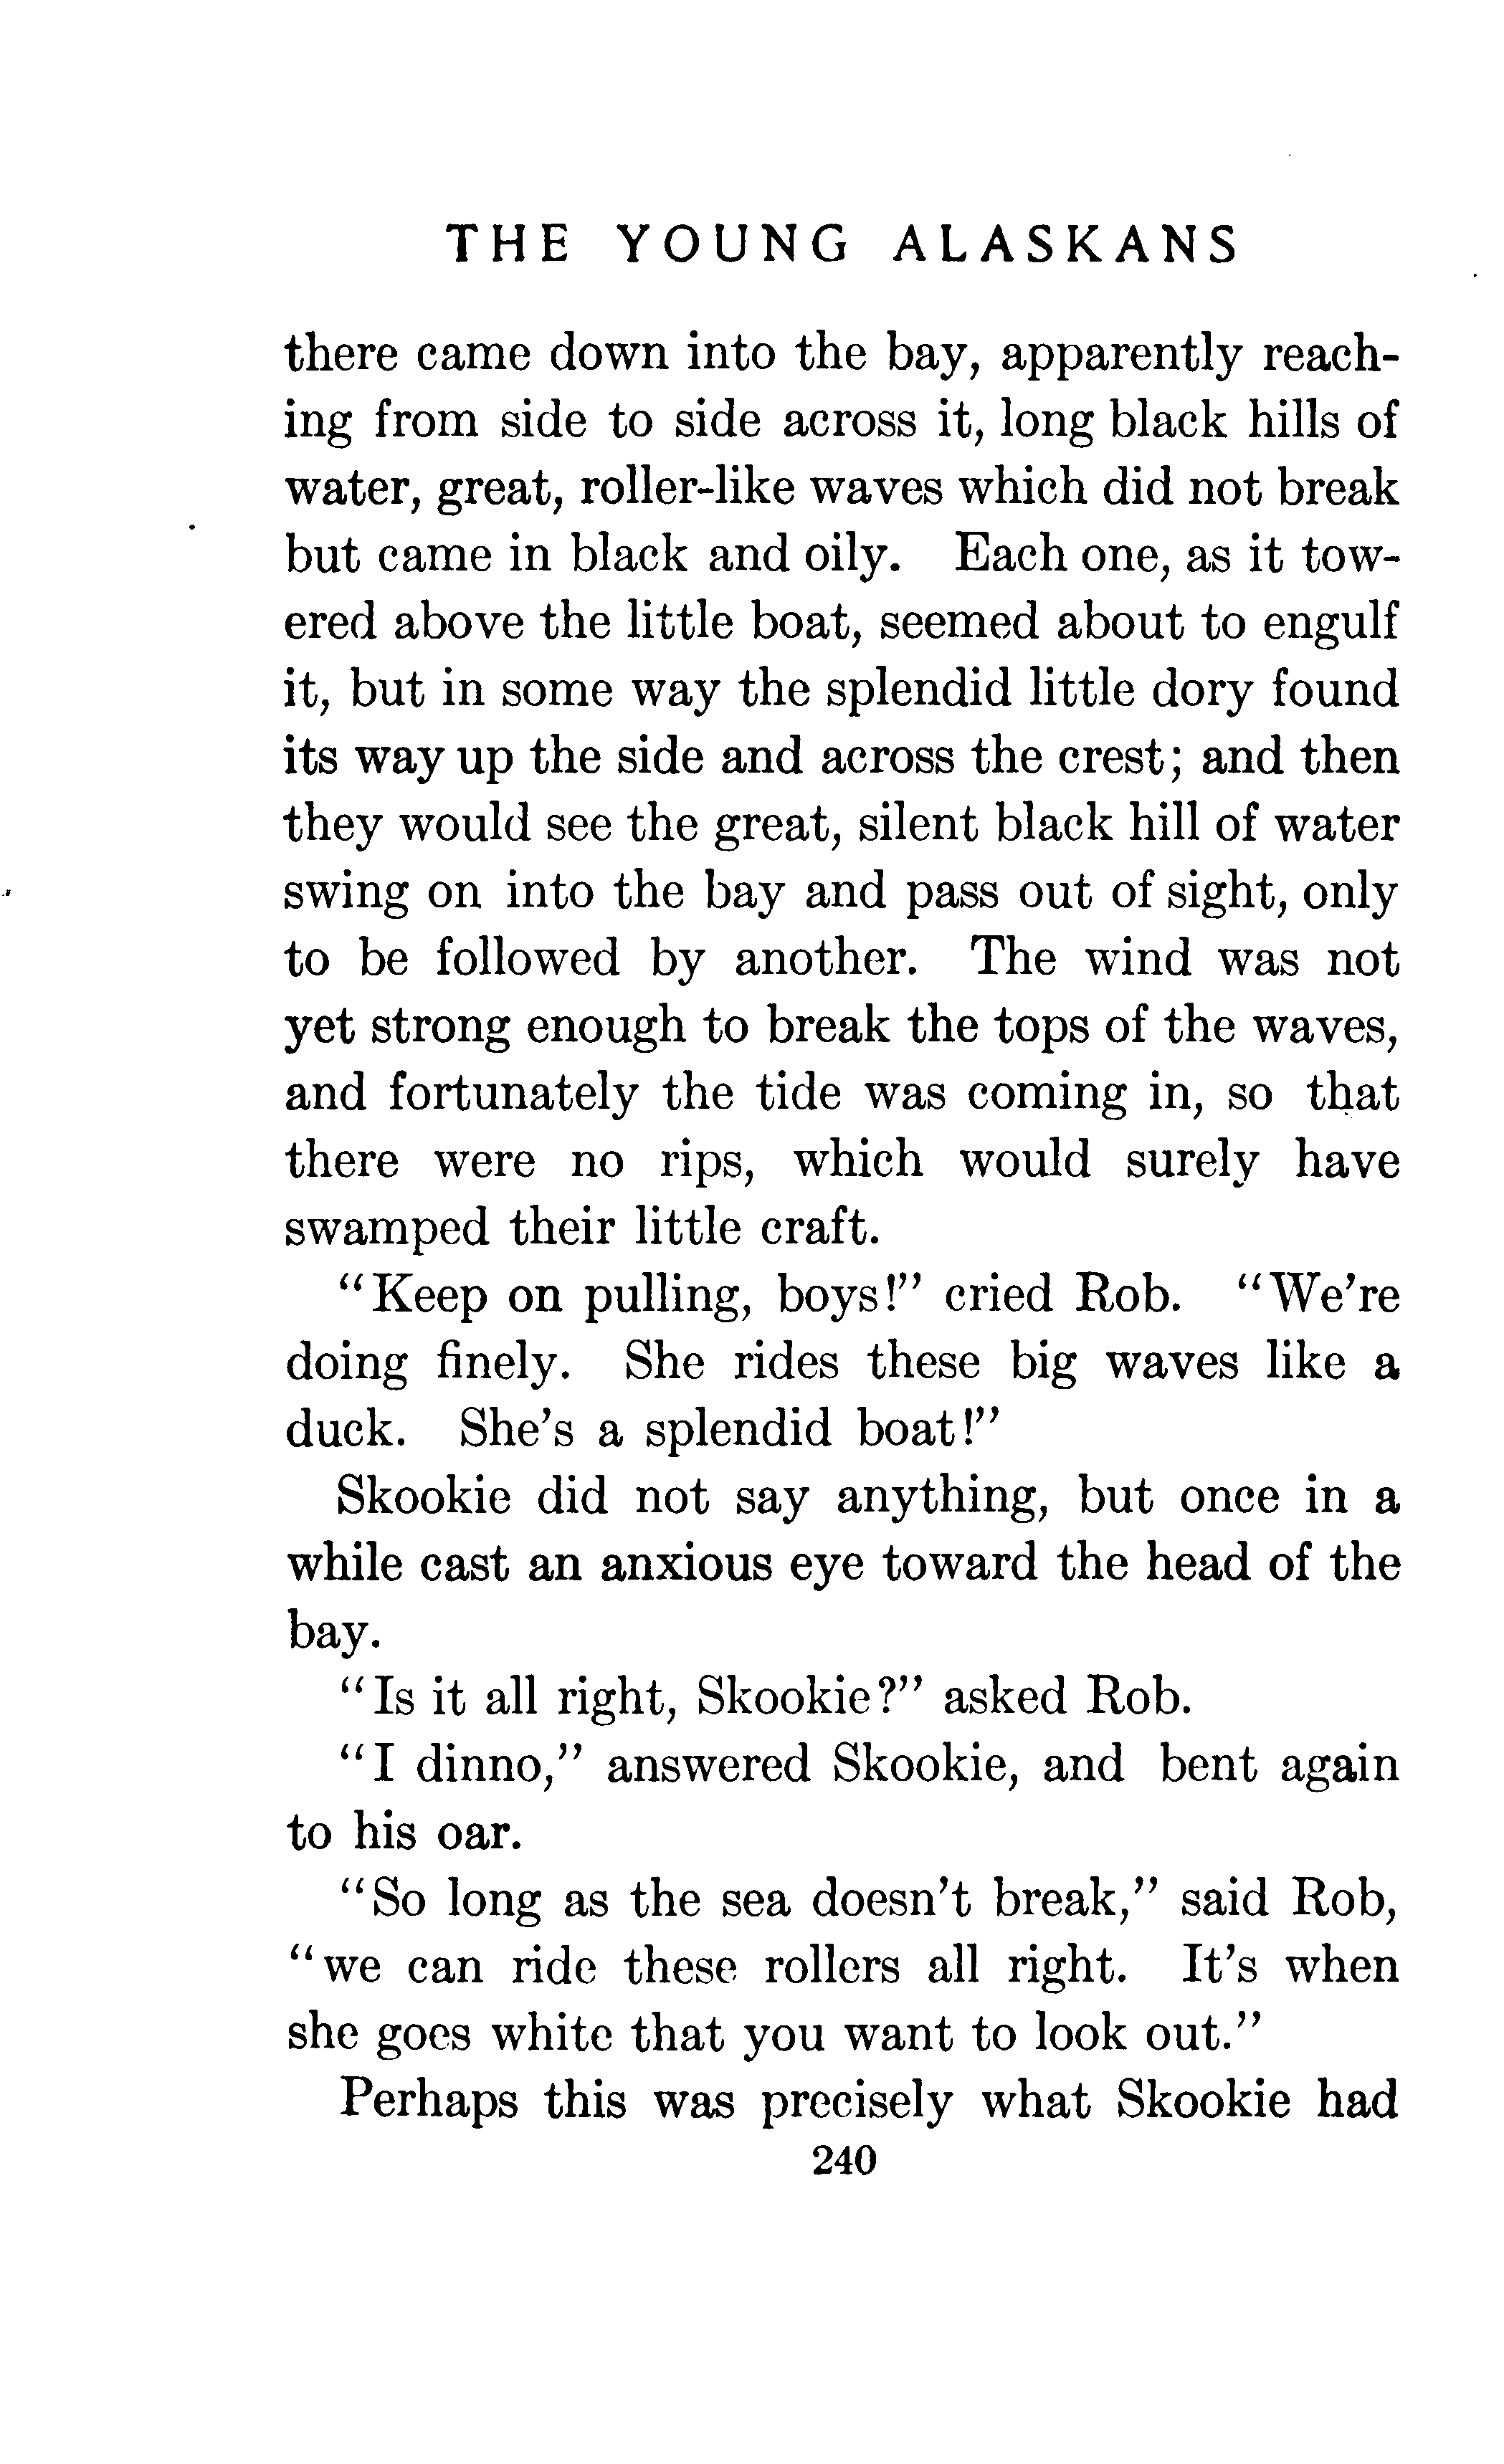 THE YOUNG ALASKANS
there came down into the bay, apparently reach-
ing from side to side across it, long black hills of
water, great, roller-like waves which did not break
but came in black and oily. Each one, as it tow-
ered above the little boat, seemed about to engulf
it, but in some way the splendid little dory found
its way up the side and across the crest; and then
they would see the great, silent black hill of water
swing on into the bay and pass out of sight, only
to be followed by another. The wind was not
yet strong enough to break the tops of the waves,
and fortunately the tide was coming in, so that
there were no rips, which would surely have
swamped their little craft.
“Keep on pulling, boys!” cried Rob. “We’re
doing finely. She rides these big waves like a
duck. She’s a splendid boat!”
Skookie did not say anything, but once in a
while cast an anxious eye toward the head of the
bay.
“Is it all right, Skookie?” asked Rob.
“I dinno,” answered Skookie, and bent again
to his oar.
“So long as the sea doesn’t break,” said Rob,
“we can ride these rollers all right. It’s when
she goes white that you want to look out.”
Perhaps this was precisely what Skookie had
240